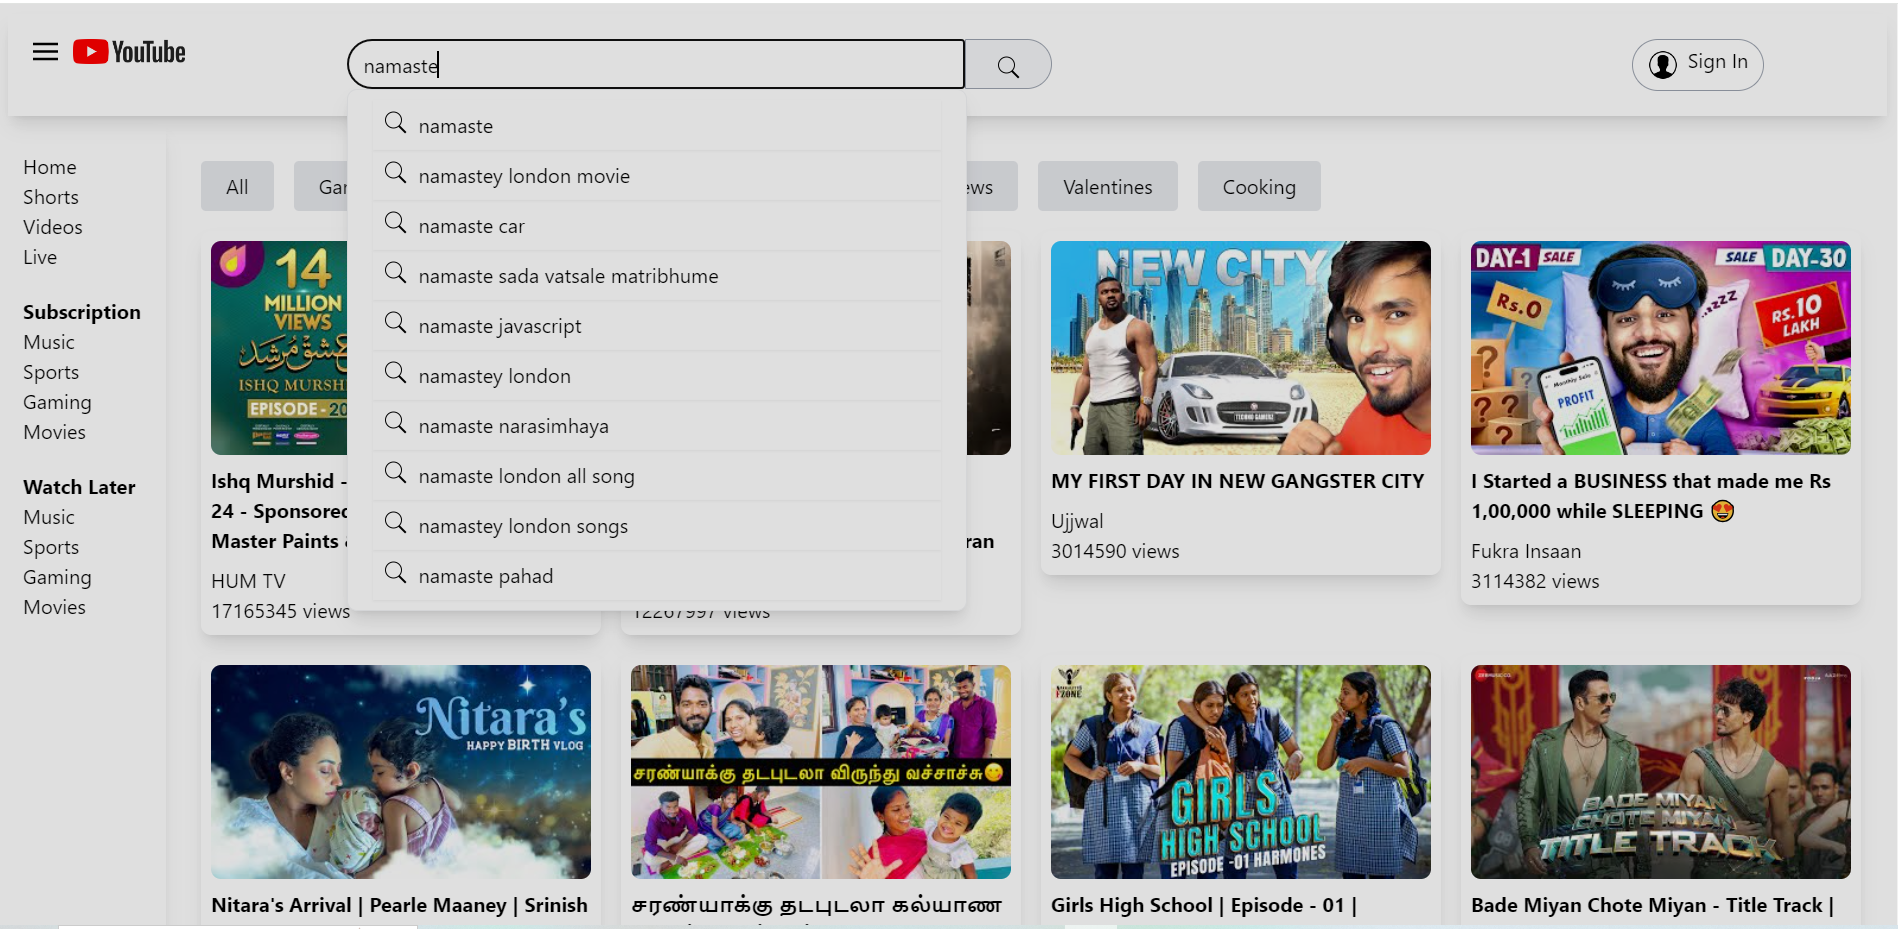 YouTube
namaste
Sign In
namaste
namastey london movie
namaste car
namaste sada vatsale matribhume
namaste javascript
namastey london
namaste narasimhaya
namaste london all song
namastey london songs
namaste pahad
Home
Shorts
Videos
Live
Subscription
Music
Sports
Gaming
Movies
Watch Later
Music
Sports
Gaming
Movies
All
Valentines
Cooking
14
MILLION
VIEWS
EPISODE - 20
Ishq Murshid -
24 - Sponsored
Master Paints
HUM TV
17165345 views
12267997 views
NEW CITY
TECHNO GAMERZ
MY FIRST DAY IN NEW GANGSTER CITY
Ujjwal
3014590 views
DAY-1 SALE
SALE DAY-30
Rs.0
zzz
RS.10
LAKH
Monthly Sale
PROFIT
I Started a BUSINESS that made me Rs
1,00,000 while SLEEPING 😍
Fukra Insaan
3114382 views
Nitara's
HAPPY BIRTH VLOG
Nitara's Arrival | Pearle Maaney | Srinish
சரண்யாக்கு தடபுடலா விருந்து வச்சாச்சு😋
சரண்யாக்கு தடபுடலா கல்யாண
GIRLS
HIGH SCHOOL
EPISODE -01 HARMONES
Girls High School | Episode - 01 |
BADE MIYAN
CHOTE MIYAN
TITLE TRACK
Bade Miyan Chote Miyan - Title Track |